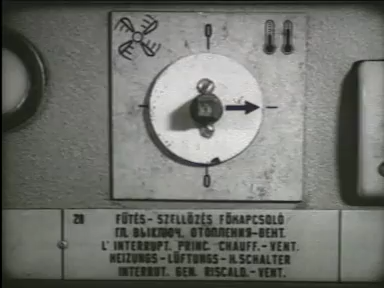 0
0
28 FŰTÉS-SZELLŐZÉS FŐKAPCSOLÓ
ГЛ. ВЫКЛЮЧ. ОТОПЛЕНИЯ-ВЕНТ.
L'INTERRUPT. PRINC. CHAUFF.-VENT.
HEIZUNGS-LÜFTUNGS-H.SCHALTER
INTERRUT. GEN. RISCALD.-VENT.